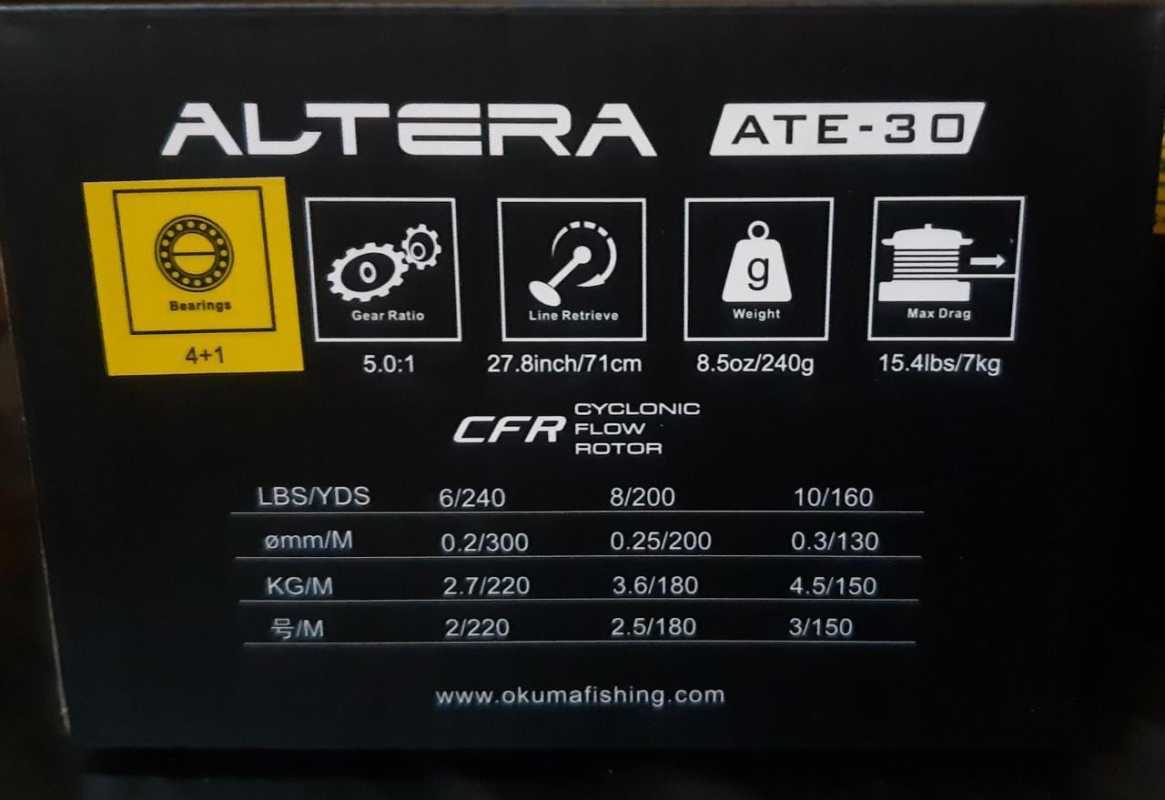 ALTERA ATE-30
Bearings
4+1
Gear Ratio
5.0:1
Line Retrieve
27.8inch/71cm
g
Weight
8.5oz/240g
Max Drag
15.4lbs/7kg
CFR CYCLONIC
FLOW
ROTOR
LBS/YDS 6/240 8/200 10/160
ømm/M 0.2/300 0.25/200 0.3/130
KG/M 2.7/220 3.6/180 4.5/150
号/M 2/220 2.5/180 3/150
www.okumafishing.com